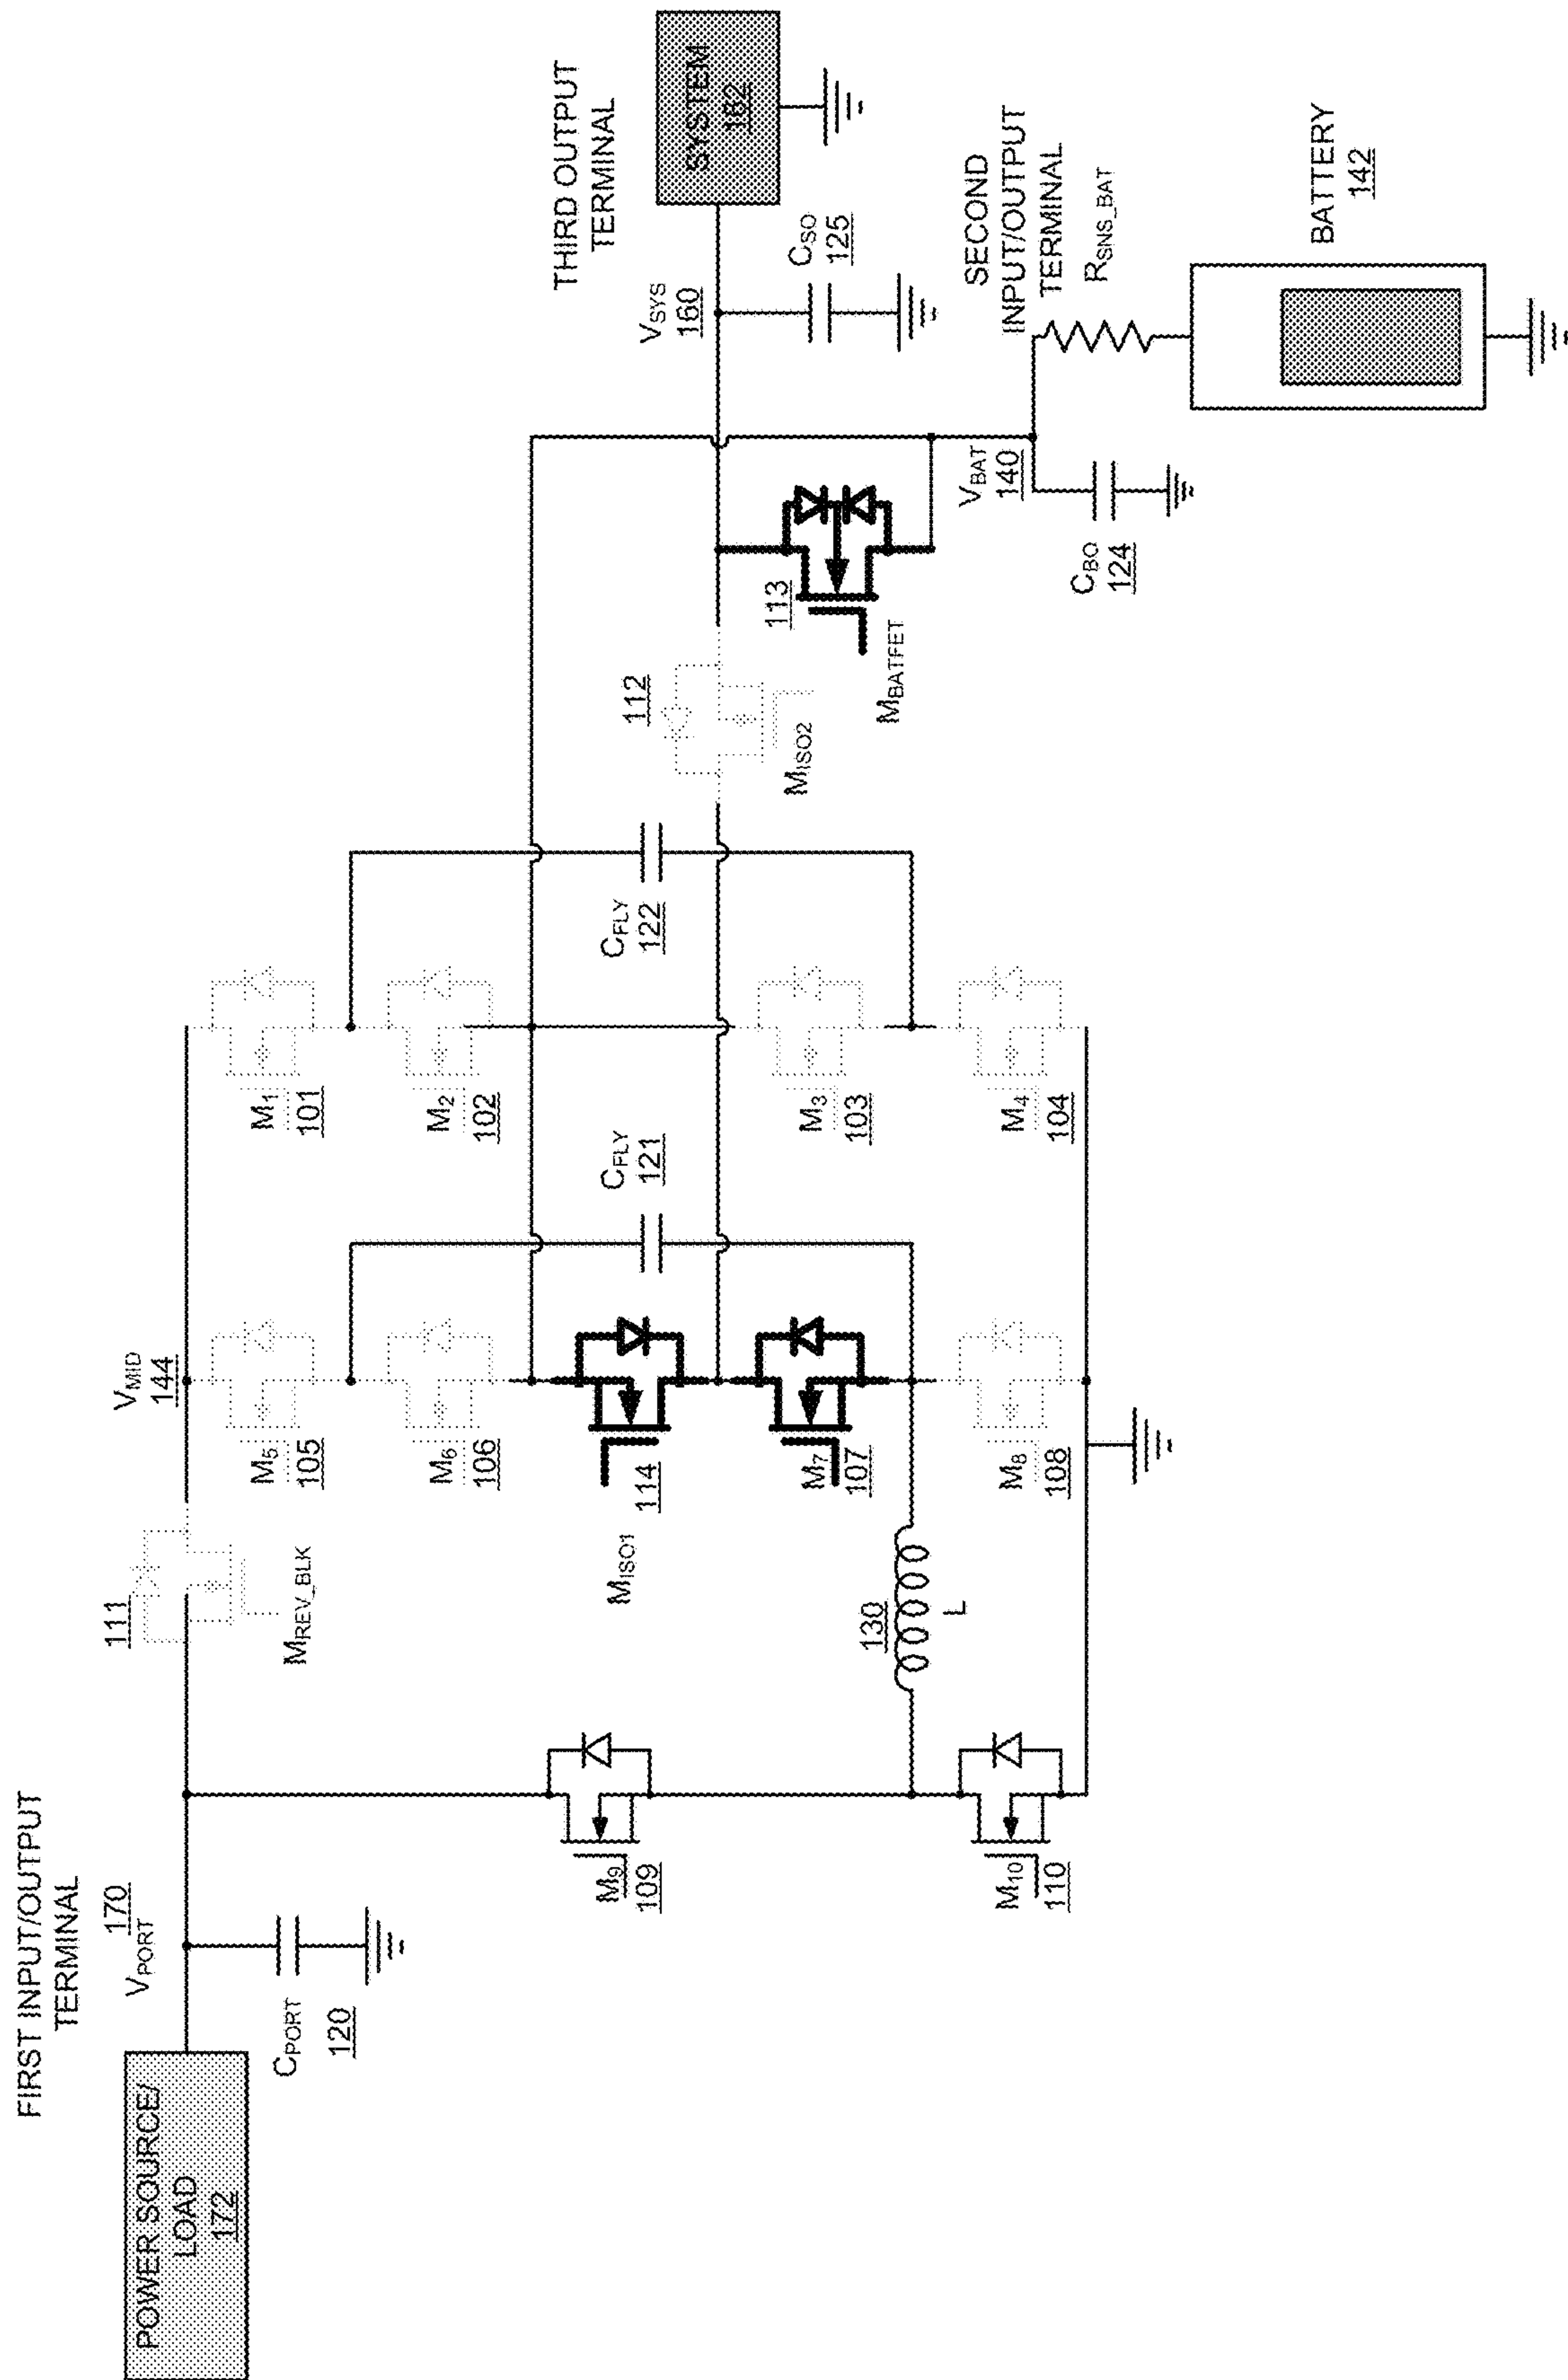 FIRST INPUT/OUTPUT
TERMINAL
POWER SOURCE/
LOAD
172
170
VPORT
CPORT
120
111
MREV_BLK
VMID
144
M9
109
M10
110
130
L
M5
105
M6
106
MISO1
114
M7
107
M8
108
CFLY
121
M1
101
M2
102
M3
103
M4
104
CFLY
122
112
MISO2
113
MBATFET
VBAT
140
CBO
124
THIRD OUTPUT
TERMINAL
VSYS
160
CSO
125
SYSTEM
162
SECOND
INPUT/OUTPUT
TERMINAL
RSNS_BAT
BATTERY
142